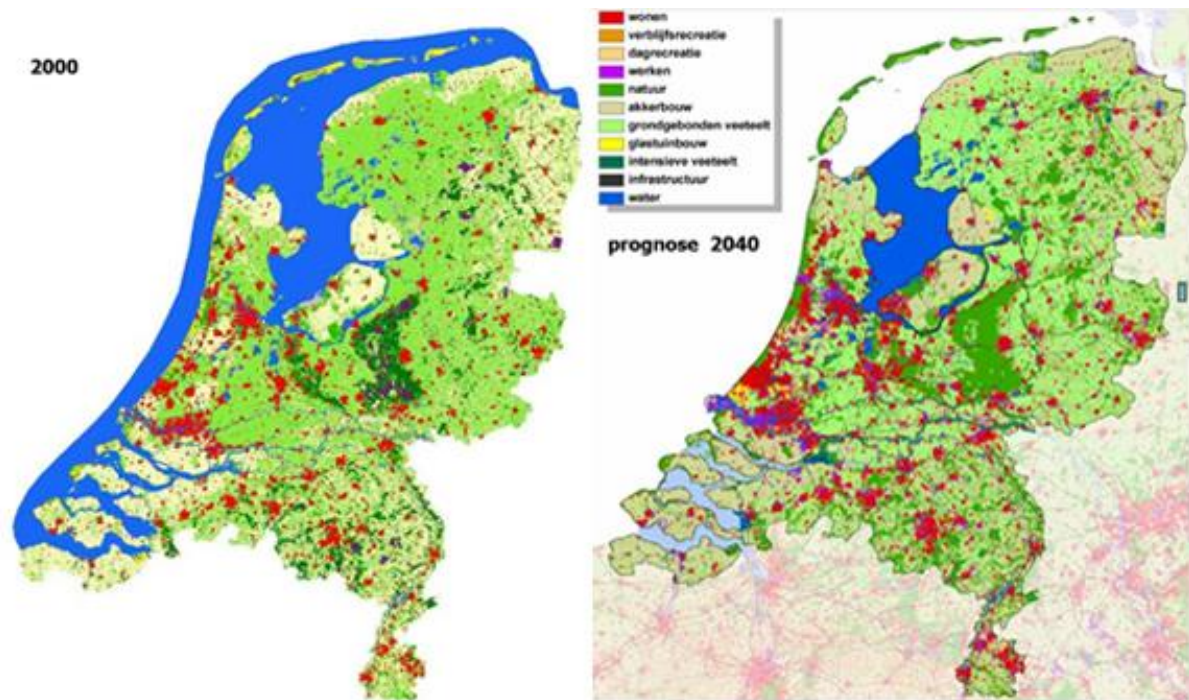 2000
wonen
verblijfsrecreatie
dagrecreatie
werken
natuur
akkerbouw
grondgebonden veeteelt
glastuinbouw
intensieve veeteelt
infrastructuur
water
prognose 2040